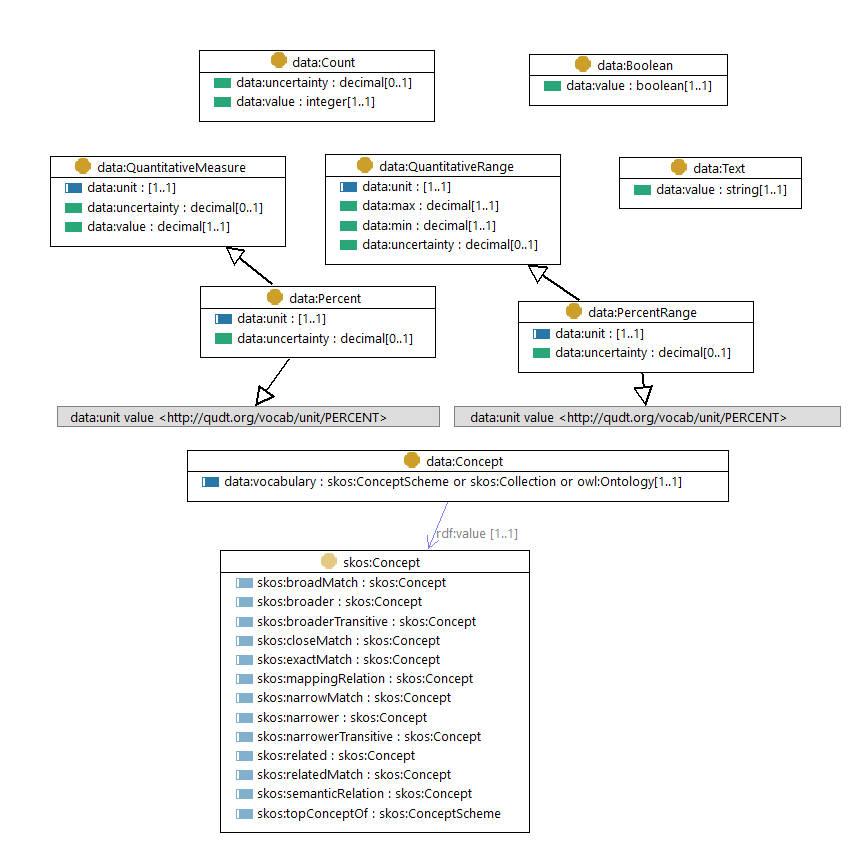 data:Count
data:uncertainty : decimal[0..1]
data:value : integer[1..1]
data:Boolean
data:value : boolean[1..1]
data:QuantitativeMeasure
data:unit : [1..1]
data:uncertainty : decimal[0..1]
data:value : decimal[1..1]
data:QuantitativeRange
data:unit : [1..1]
data:max : decimal[1..1]
data:min : decimal[1..1]
data:uncertainty : decimal[0..1]
data:Text
data:value : string[1..1]
data:Percent
data:unit : [1..1]
data:uncertainty : decimal[0..1]
data:PercentRange
data:unit : [1..1]
data:uncertainty : decimal[0..1]
data:unit value <http://qudt.org/vocab/unit/PERCENT>
data:unit value <http://qudt.org/vocab/unit/PERCENT>
data:Concept
data:vocabulary : skos:ConceptScheme or skos:Collection or owl:Ontology[1..1]
rdf:value [1..1]
skos:Concept
skos:broadMatch : skos:Concept
skos:broader : skos:Concept
skos:broaderTransitive : skos:Concept
skos:closeMatch : skos:Concept
skos:exactMatch : skos:Concept
skos:mappingRelation : skos:Concept
skos:narrowMatch : skos:Concept
skos:narrower : skos:Concept
skos:narrowerTransitive : skos:Concept
skos:related : skos:Concept
skos:relatedMatch : skos:Concept
skos:semanticRelation : skos:Concept
skos:topConceptOf : skos:ConceptScheme